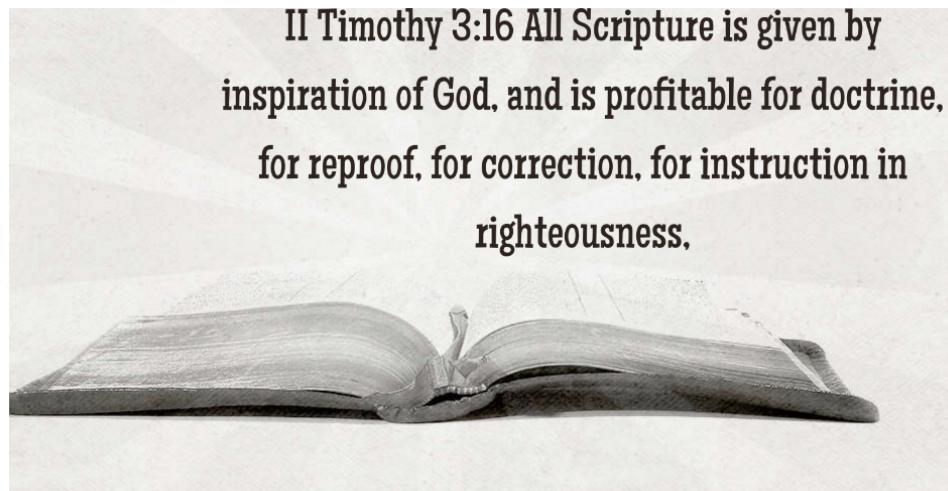 II Timothy 3:16 All Scripture is given by
inspiration of God, and is profitable for doctrine,
for reproof, for correction, for instruction in
righteousness,